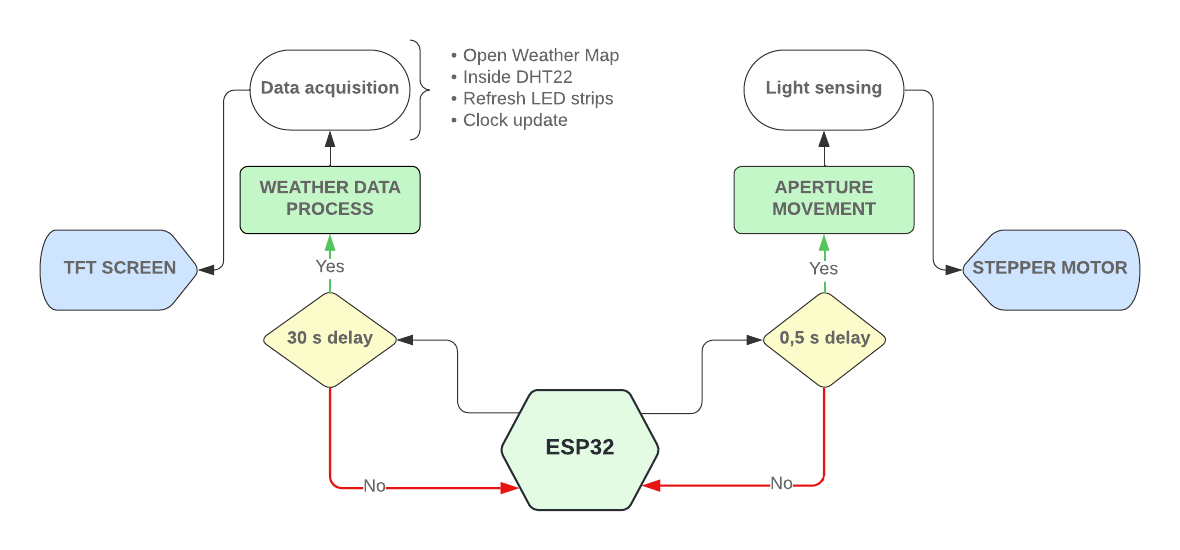 Data acquisition
• Open Weather Map
• Inside DHT22
• Refresh LED strips
• Clock update
Light sensing
WEATHER DATA
PROCESS
APERTURE
MOVEMENT
TFT SCREEN
Yes
Yes
STEPPER MOTOR
30 s delay
0,5 s delay
ESP32
No
No